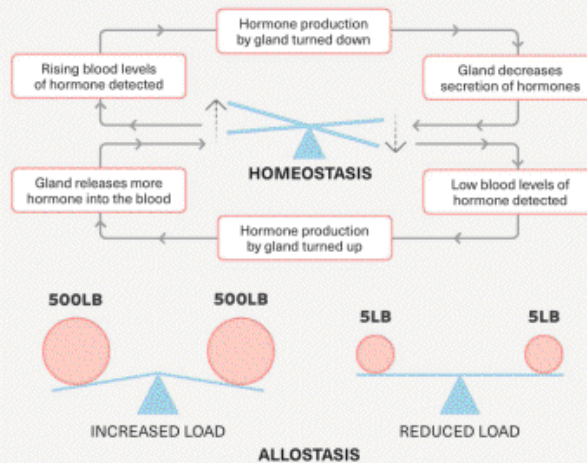 Hormone production
by gland turned down
Rising blood levels
of hormone detected
Gland decreases
secretion of hormones
HOMEOSTASIS
Gland releases more
hormone into the blood
Low blood levels of
hormone detected
Hormone production
by gland turned up
500LB
500LB
5LB
5LB
INCREASED LOAD
REDUCED LOAD
ALLOSTASIS